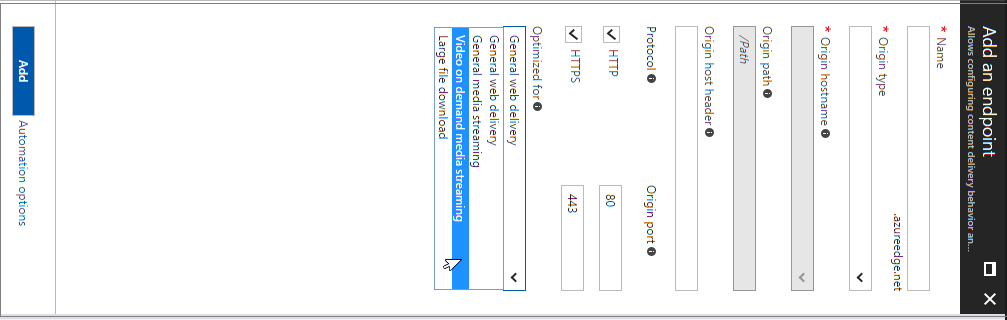 Add an endpoint
Allows configuring content delivery behavior an...
* Name
.azureedge.net
* Origin type
* Origin hostname
Origin path
/Path
Origin host header
Protocol Origin port
HTTP 80
HTTPS 443
Optimized for
General web delivery
General web delivery
General media streaming
Video on demand media streaming
Large file download
Add Automation options